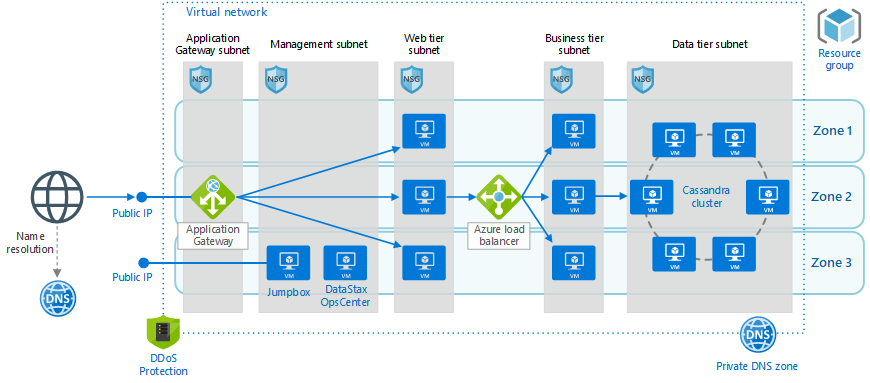 Virtual network
Application
Gateway subnet
Management subnet
Web tier
subnet
Business tier
subnet
Data tier subnet
Resource
group
NSG
NSG
NSG
NSG
NSG
Zone 1
VM
VM
VM
VM
Zone 2
Public IP
VM
VM
VM
Cassandra
cluster
VM
Application
Gateway
Azure load
balancer
Name
resolution
Zone 3
Public IP
VM
VM
VM
VM
VM
VM
Jumpbox
DataStax
OpsCenter
DNS
DDoS
Protection
DNS
Private DNS zone